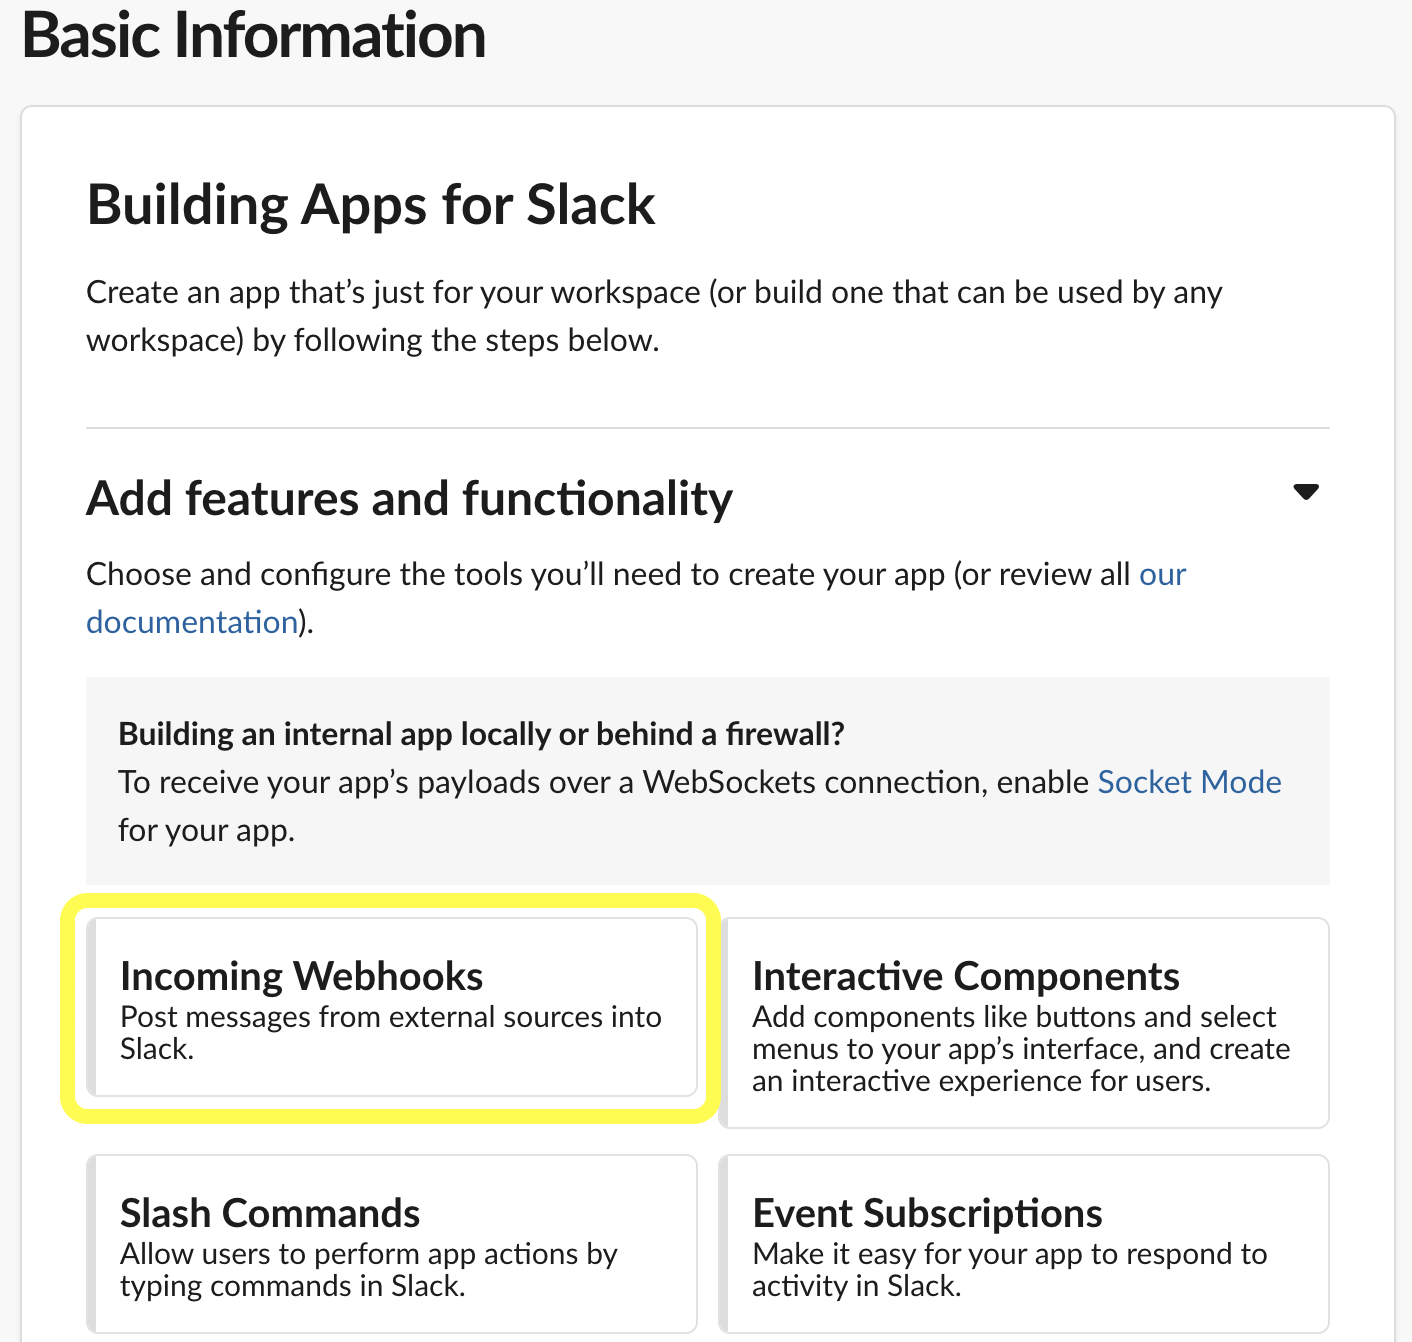 Basic Information
Building Apps for Slack
Create an app that’s just for your workspace (or build one that can be used by any
workspace) by following the steps below.
Add features and functionality
Choose and configure the tools you’ll need to create your app (or review all our
documentation).
Building an internal app locally or behind a firewall?
To receive your app’s payloads over a WebSockets connection, enable Socket Mode
for your app.
Incoming Webhooks
Post messages from external sources into
Slack.
Interactive Components
Add components like buttons and select
menus to your app’s interface, and create
an interactive experience for users.
Slash Commands
Allow users to perform app actions by
typing commands in Slack.
Event Subscriptions
Make it easy for your app to respond to
activity in Slack.